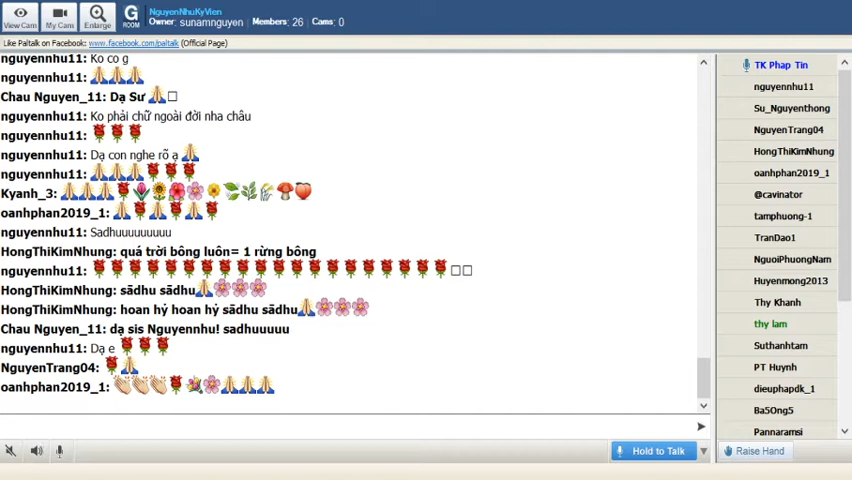 NguyenNhuKyVien
Owner: sunamnguyen Members: 26 Cams: 0
View Cam My Cam Enlarge G ROOM
Like Paltalk on Facebook: www.facebook.com/paltalk (Official Page)
nguyennhu11: Ko co g
nguyennhu11:
Chau Nguyen_11: Dạ Sư
nguyennhu11: Ko phải chữ ngoài đời nha châu
nguyennhu11:
nguyennhu11: Dạ con nghe rõ ạ
nguyennhu11:
Kyanh_3:
oanhphan2019_1:
nguyennhu11: Sadhuuuuuuuuu
HongThiKimNhung: quá trời bông luôn= 1 rừng bông
nguyennhu11:
HongThiKimNhung: sādhu sādhu
HongThiKimNhung: hoan hỷ hoan hỷ sādhu sādhu
Chau Nguyen_11: dạ sis Nguyennhu! sadhuuuuu
nguyennhu11: Dạ e
NguyenTrang04:
oanhphan2019_1:
Hold to Talk
TK Phap Tin
nguyennhu11
Su_Nguyenthong
NguyenTrang04
HongThiKimNhung
oanhphan2019_1
@cavinator
tamphuong-1
TranDao1
NguoiPhuongNam
Huyenmong2013
Thy Khanh
thy lam
Suthanhtam
PT Huynh
dieuphapdk_1
Ba5Ong5
Pannaramsi
Raise Hand